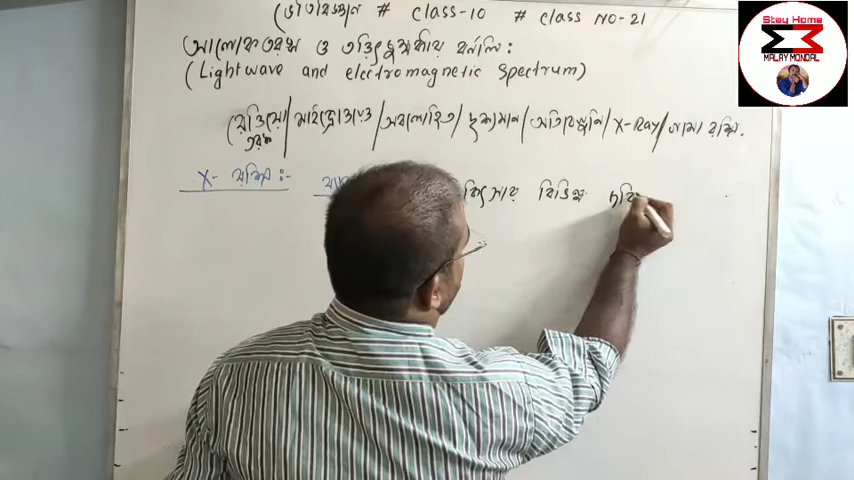 (ভৌতবিজ্ঞান # class-10 # class NO-21
আলোকতরঙ্গ ও তড়িৎচুম্বকীয় বর্ণালি:
(Lightwave and electromagnetic spectrum)
(রেডিয়ো/মাইক্রোওয়েভ/অবলোহিত/দৃশ্যমান/অতিবেগুনি/X-Ray/গামা রশ্মি.
তরঙ্গ
X- রশ্মি :- বিভিন্ন
Stay Home
MALAY MONDAL